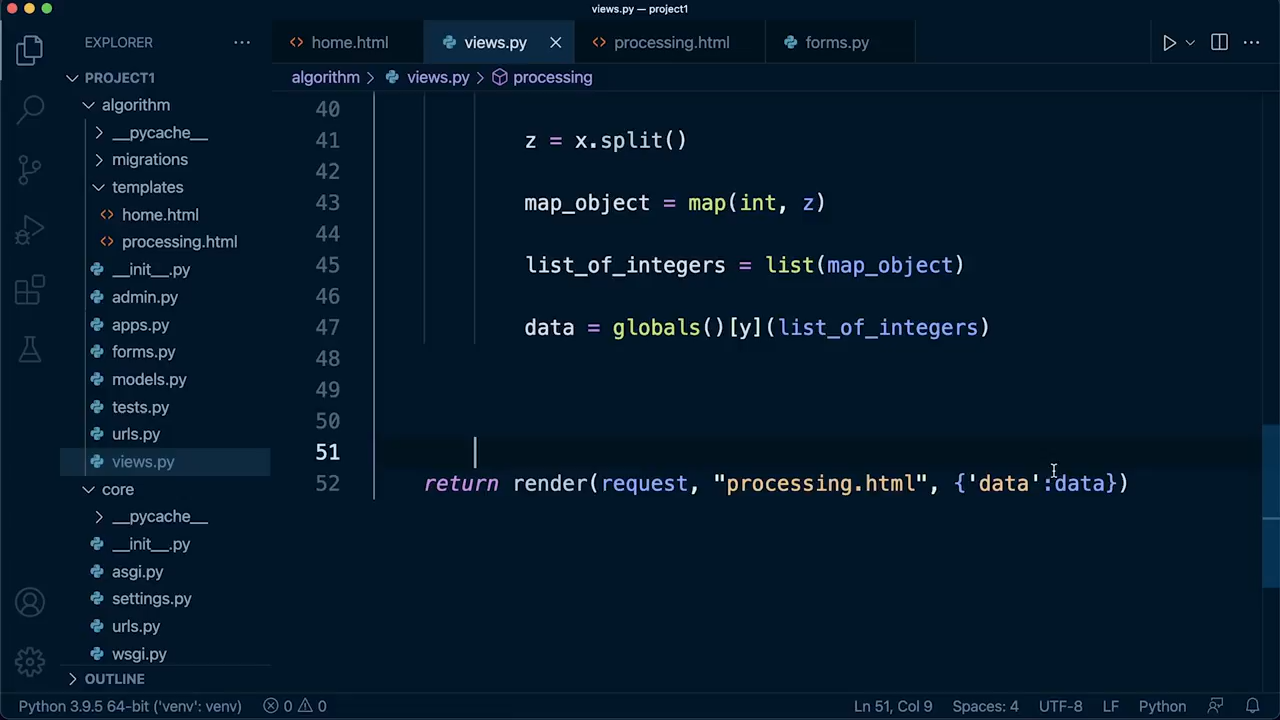 views.py — project1
EXPLORER
home.html
views.py
processing.html
forms.py
PROJECT1
algorithm
__pycache__
migrations
templates
home.html
processing.html
__init__.py
admin.py
apps.py
forms.py
models.py
tests.py
urls.py
views.py
core
__pycache__
__init__.py
asgi.py
settings.py
urls.py
wsgi.py
OUTLINE
algorithm > views.py > processing
40
41 z = x.split()
42
43 map_object = map(int, z)
44
45 list_of_integers = list(map_object)
46
47 data = globals()[y](list_of_integers)
48
49
50
51
52 return render(request, "processing.html", {'data':data})
Python 3.9.5 64-bit ('venv': venv) 0 0 Ln 51, Col 9 Spaces: 4 UTF-8 LF Python